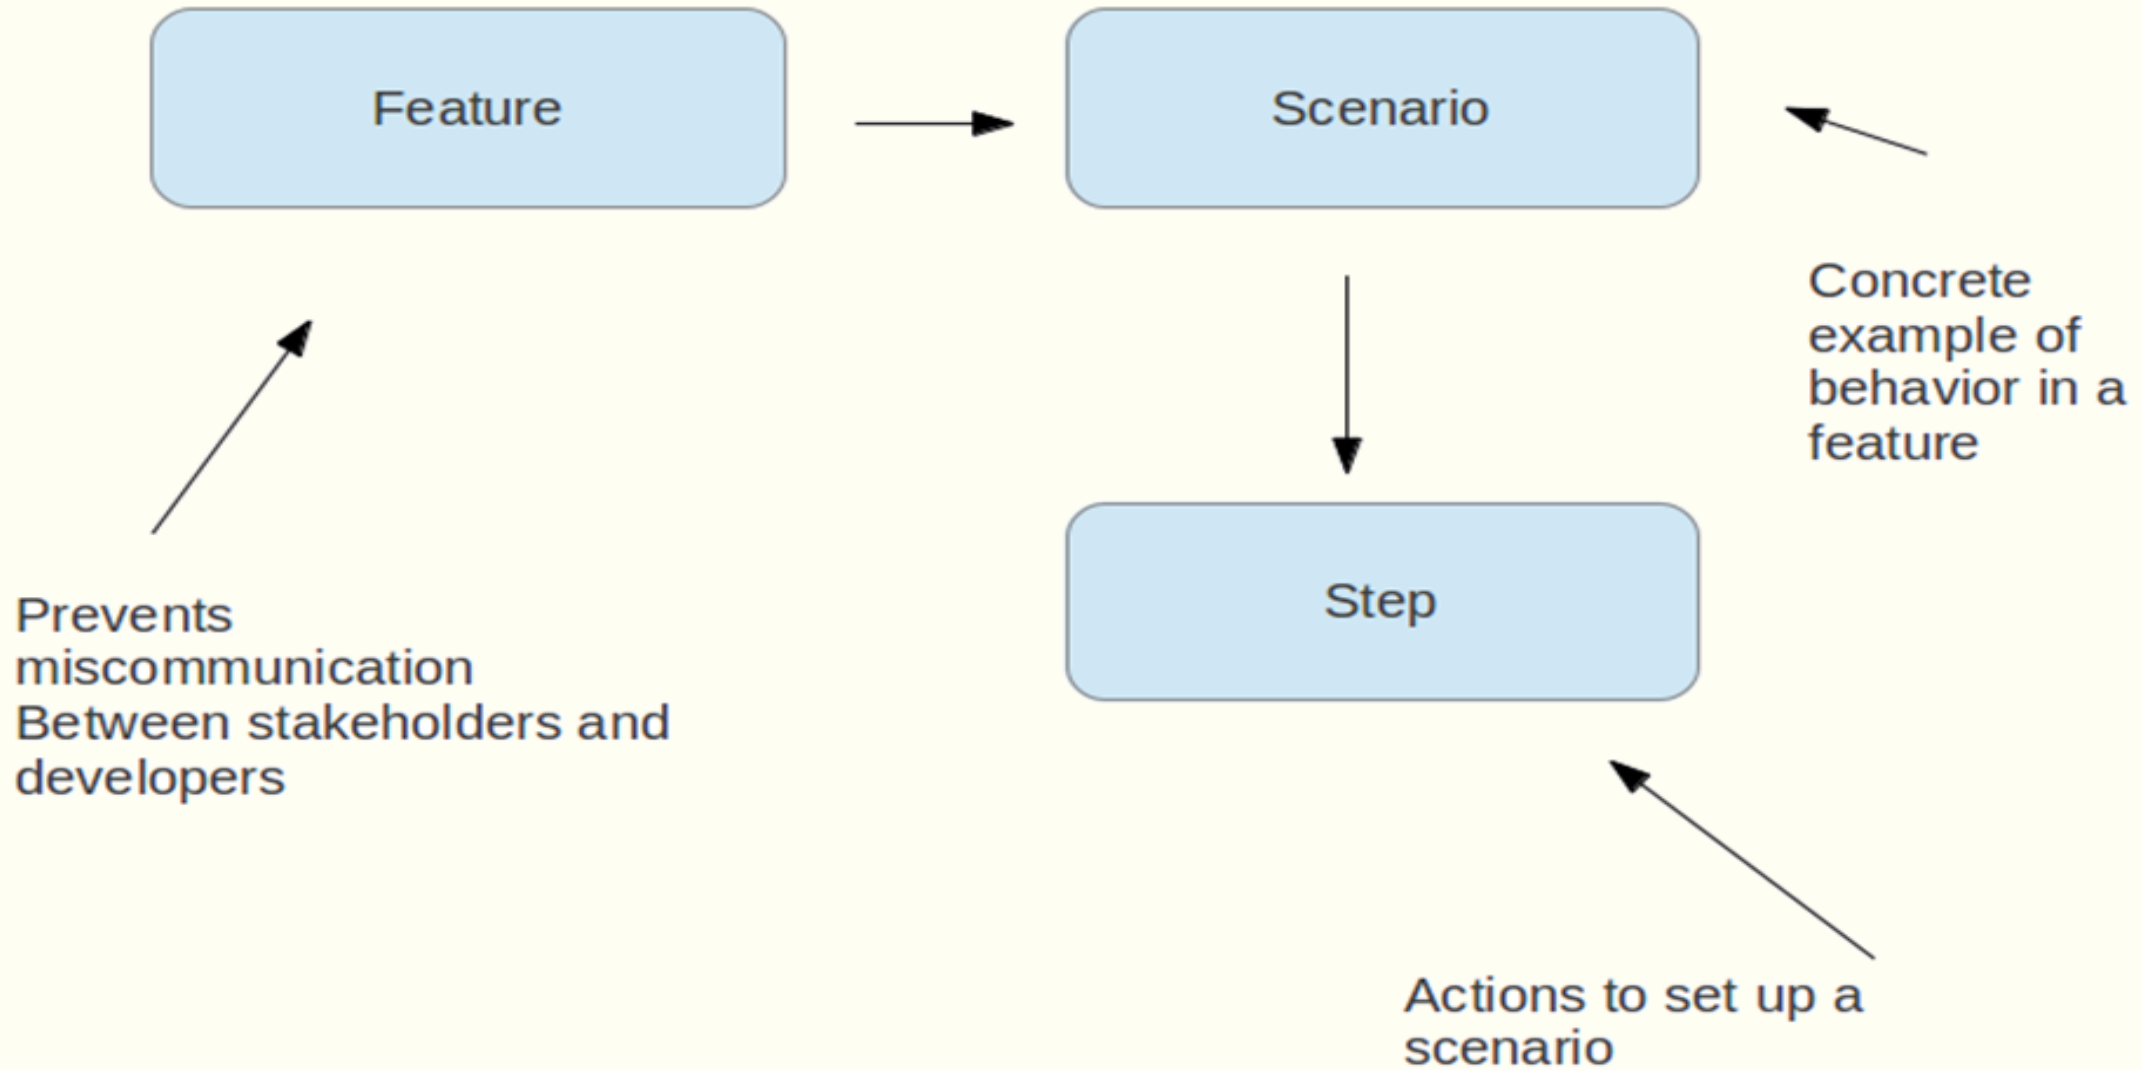 Feature
Scenario
Concrete
example of
behavior in a
feature
Step
Prevents
miscommunication
Between stakeholders and
developers
Actions to set up a
scenario